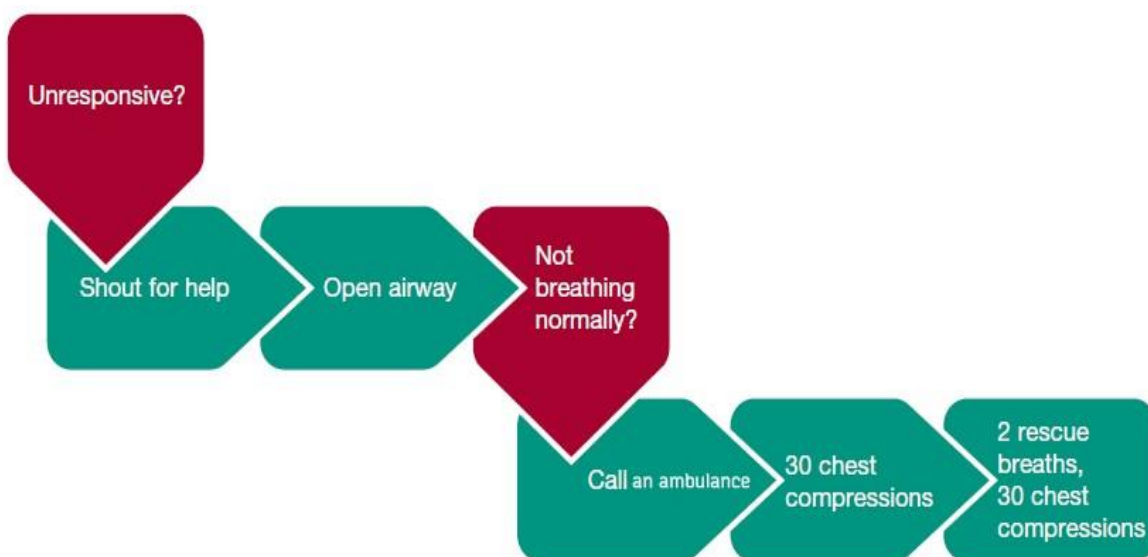 Unresponsive?
Shout for help
Open airway
Not
breathing
normally?
Call an ambulance
30 chest
compressions
2 rescue
breaths,
30 chest
compressions